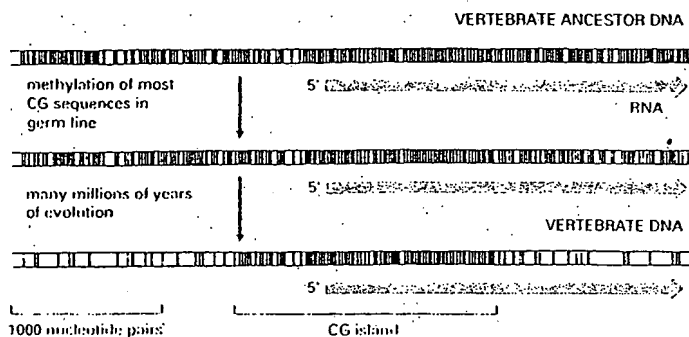 VERTEBRATE ANCESTOR DNA
methylation of most
CG sequences in
germ line
5'
RNA
many millions of years
of evolution
5'
VERTEBRATE DNA
5'
1000 nucleotide pairs
CG island